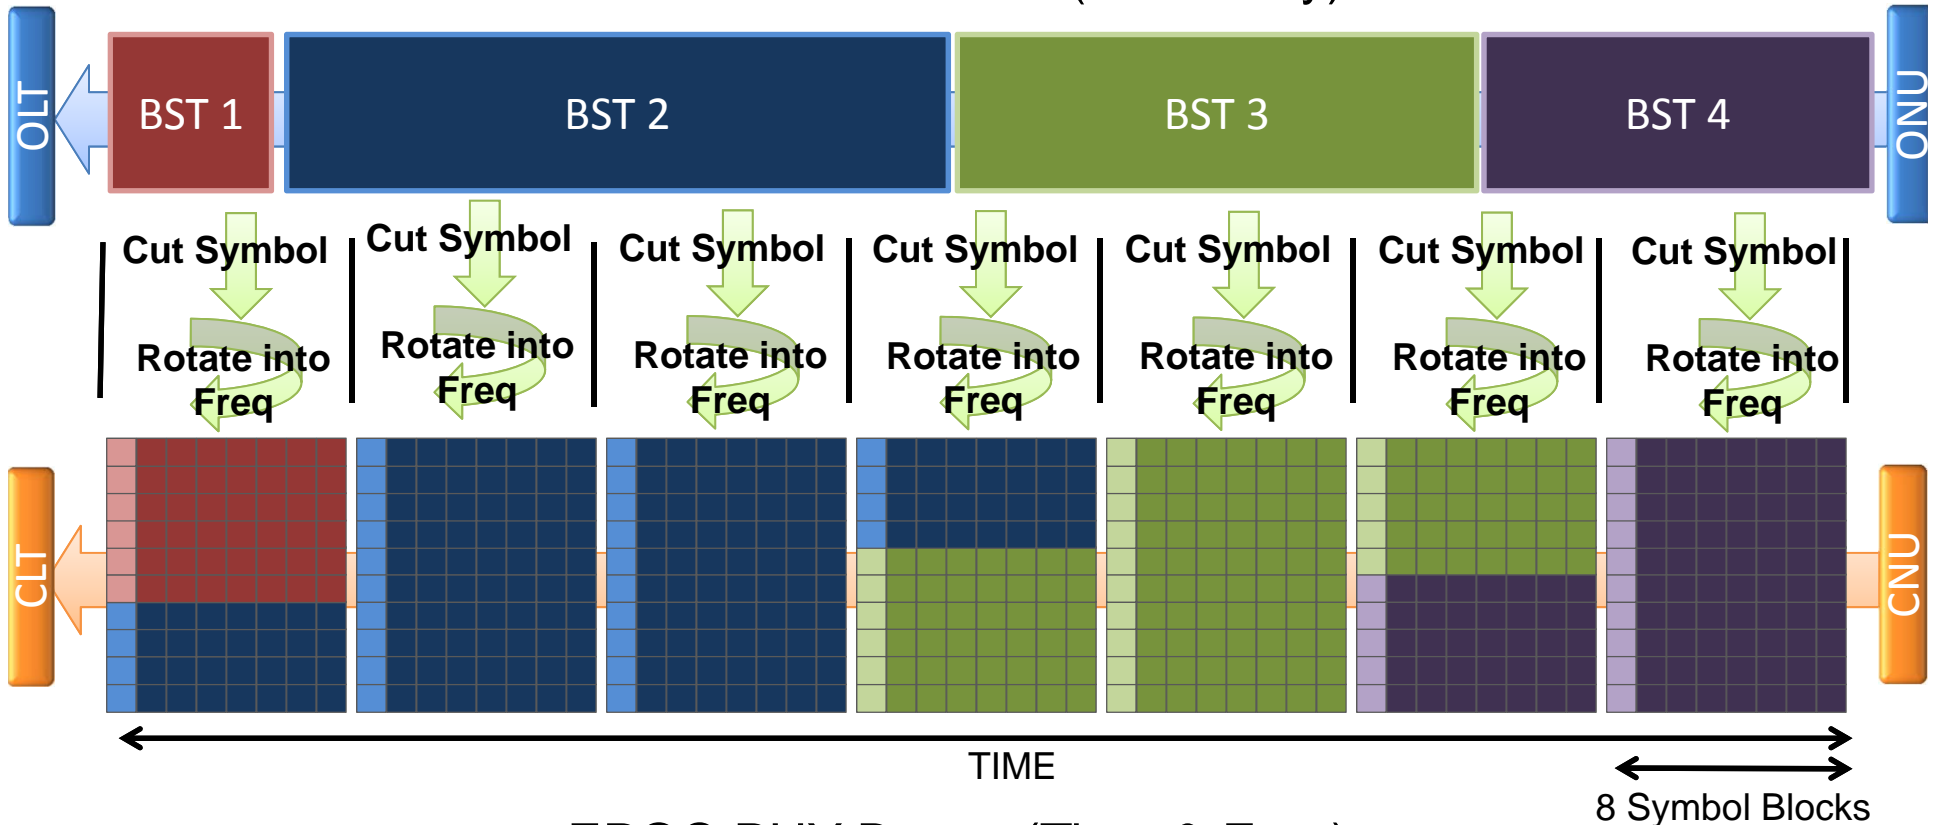 OLT
BST 1
BST 2
BST 3
BST 4
ONU
Cut Symbol
Cut Symbol
Cut Symbol
Cut Symbol
Cut Symbol
Cut Symbol
Cut Symbol
Rotate into
Freq
Rotate into
Freq
Rotate into
Freq
Rotate into
Freq
Rotate into
Freq
Rotate into
Freq
Rotate into
Freq
CLT
CNU
TIME
8 Symbol Blocks